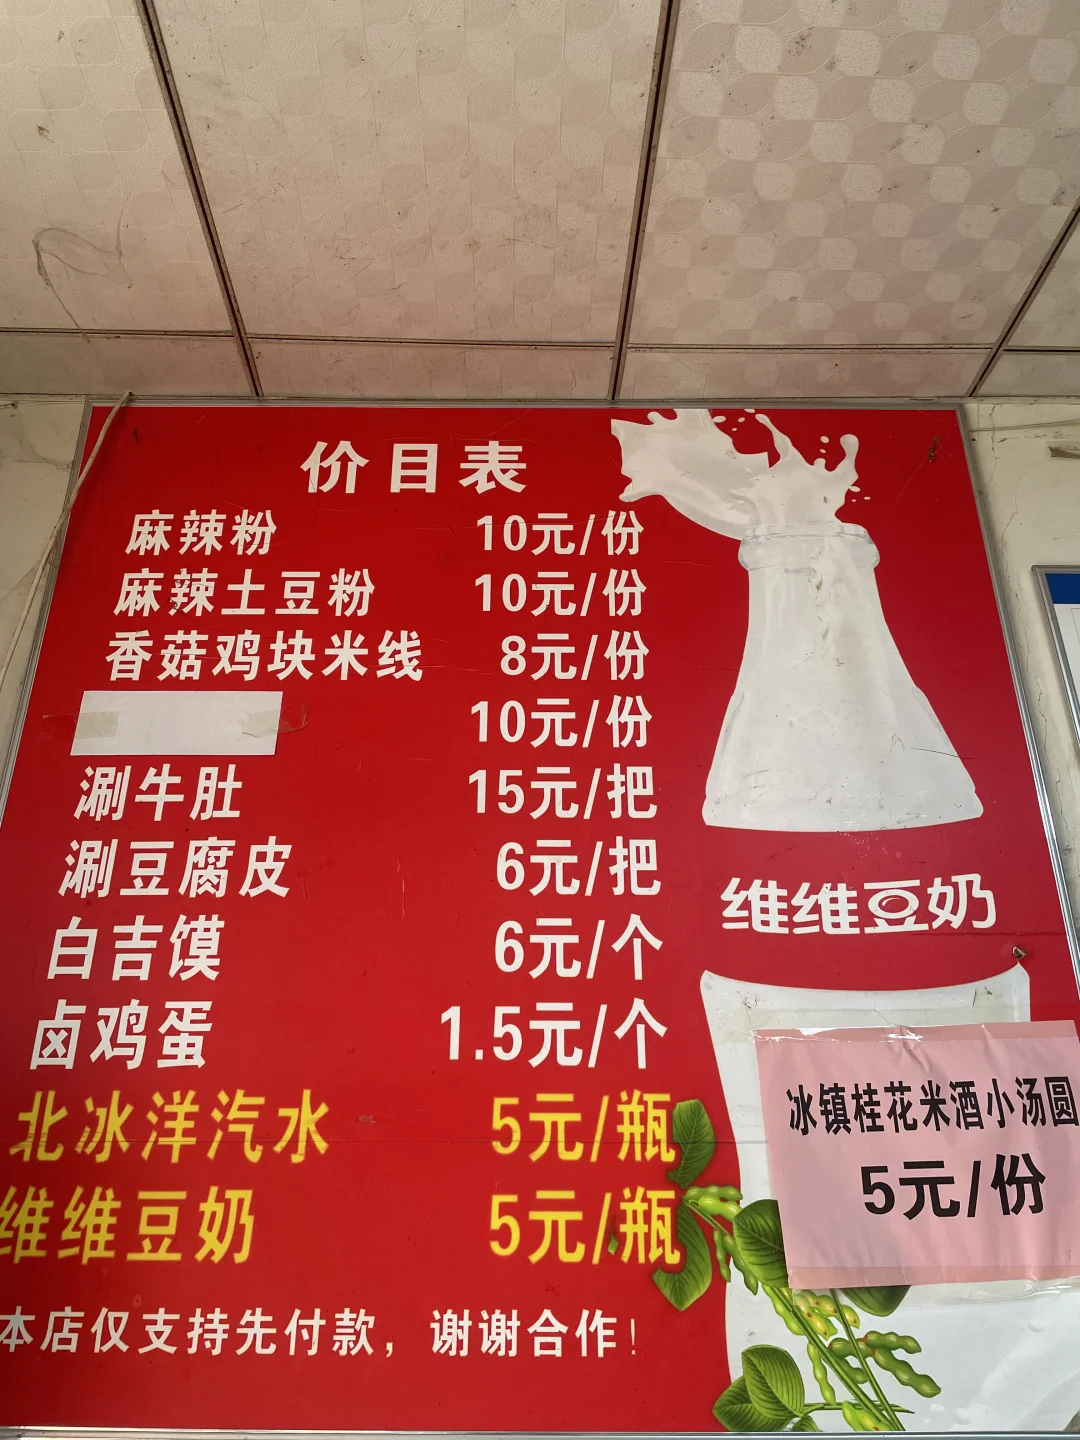 价目表
麻辣粉 10元/份
麻辣土豆粉 10元/份
香菇鸡块米线 8元/份
10元/份
涮牛肚 15元/把
涮豆腐皮 6元/把
白吉馍 6元/个
卤鸡蛋 1.5元/个
北冰洋汽水 5元/瓶
维维豆奶 5元/瓶
本店仅支持先付款，谢谢合作！
维维豆奶
冰镇桂花米酒小汤圆
5元/份